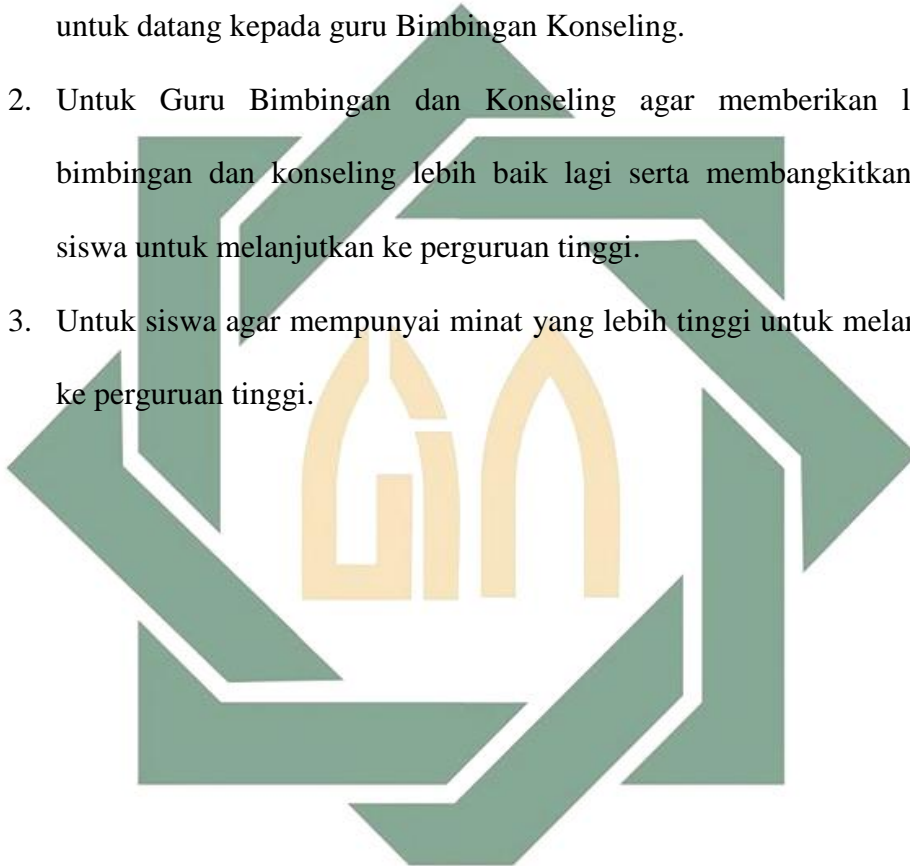 untuk datang kepada guru Bimbingan Konseling.
2. Untuk Guru Bimbingan dan Konseling agar memberikan
bimbingan dan konseling lebih baik lagi serta membangkitkan
siswa untuk melanjutkan ke perguruan tinggi.
3. Untuk siswa agar mempunyai minat yang lebih tinggi untuk
ke perguruan tinggi.